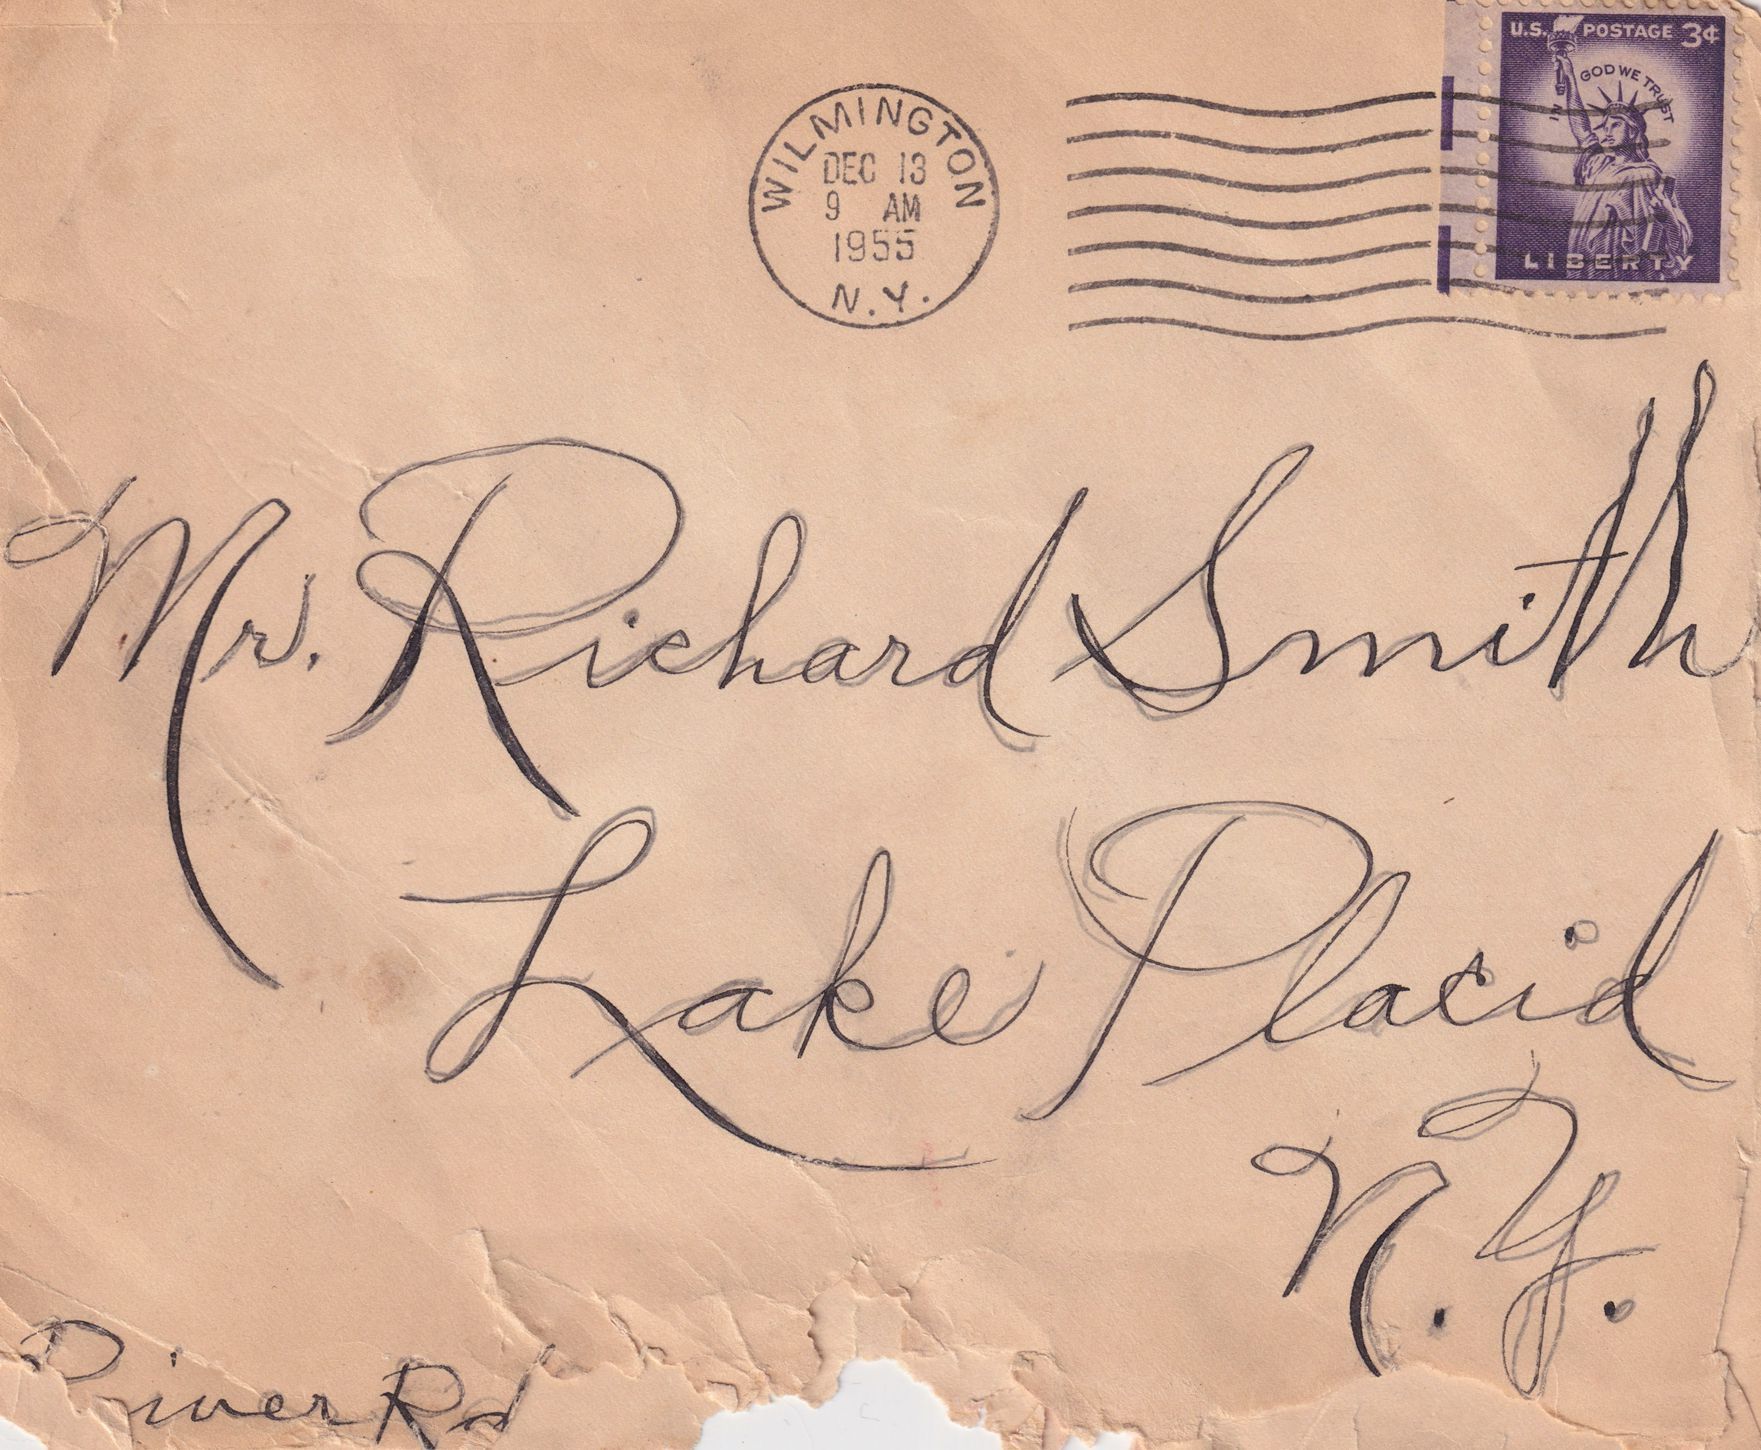 U.S. POSTAGE 3¢
IN GOD WE TRUST
LIBERTY
WILMINGTON
DEC 13
9 AM
1955
N.Y.
Mr. Richard Smith
Lake Placid
N.Y.
River Rd